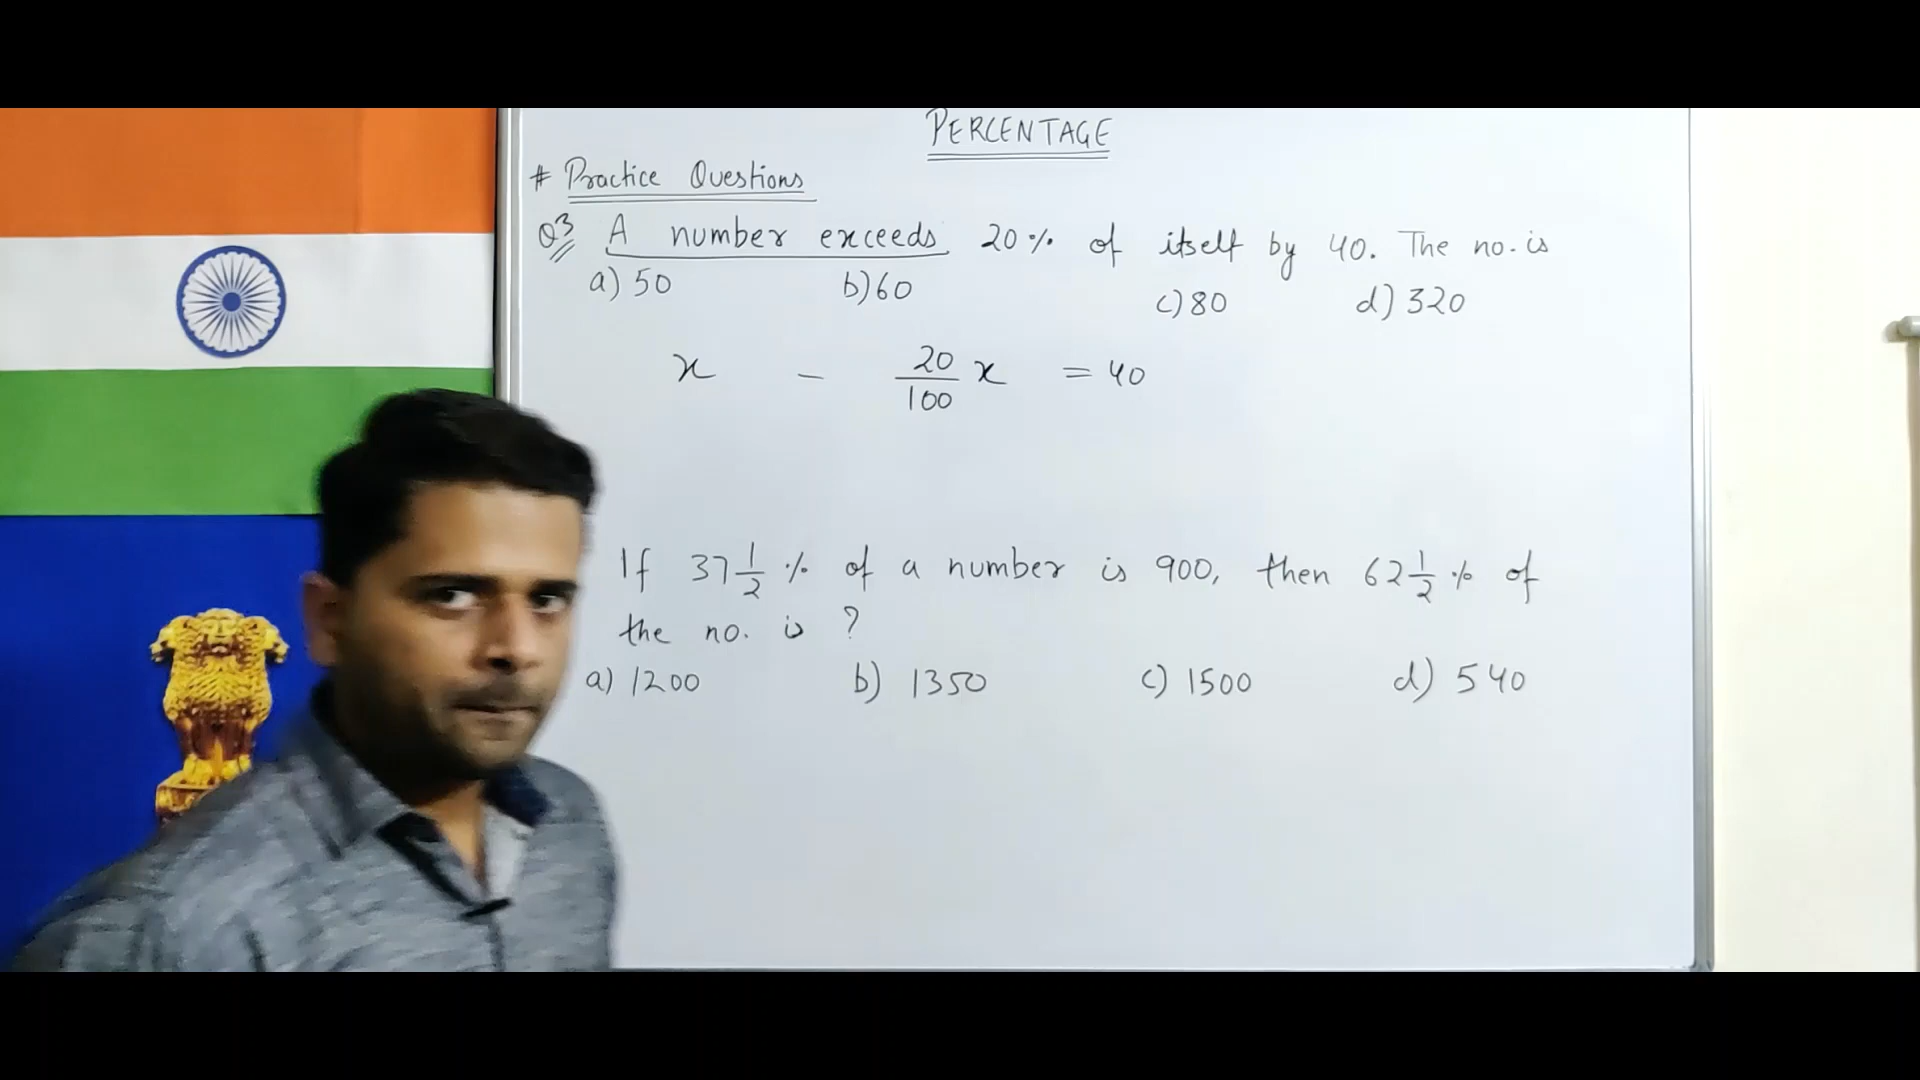 PERCENTAGE
# Practice Questions
Q3 A number exceeds 20% of itself by 40. The no. is
a) 50 b) 60 c) 80 d) 320
x - 20/100 x = 40
If 37 1/2 % of a number is 900, then 62 1/2 % of
the no. is ?
a) 1200 b) 1350 c) 1500 d) 540